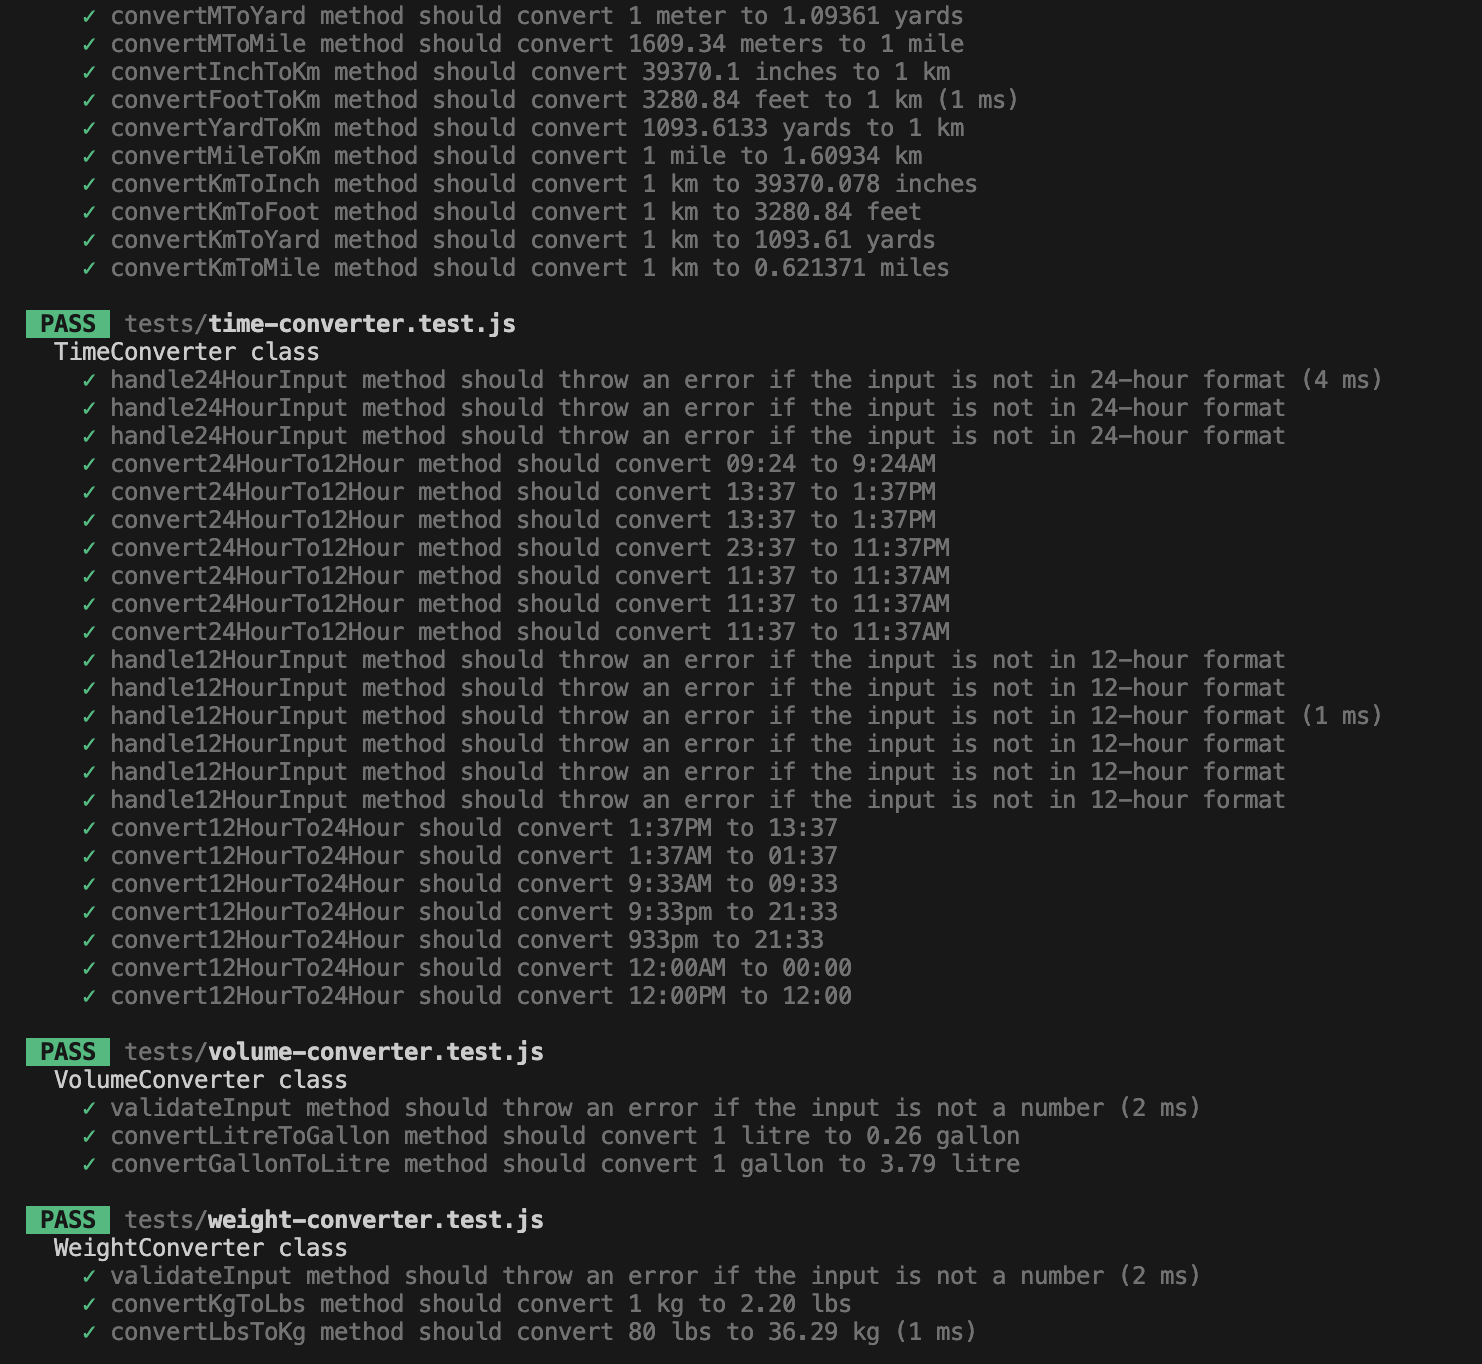 ✓ convertMToYard method should convert 1 meter to 1.09361 yards
✓ convertMToMile method should convert 1609.34 meters to 1 mile
✓ convertInchToKm method should convert 39370.1 inches to 1 km
✓ convertFootToKm method should convert 3280.84 feet to 1 km (1 ms)
✓ convertYardToKm method should convert 1093.6133 yards to 1 km
✓ convertMileToKm method should convert 1 mile to 1.60934 km
✓ convertKmToInch method should convert 1 km to 39370.078 inches
✓ convertKmToFoot method should convert 1 km to 3280.84 feet
✓ convertKmToYard method should convert 1 km to 1093.61 yards
✓ convertKmToMile method should convert 1 km to 0.621371 miles
PASS tests/time-converter.test.js
TimeConverter class
✓ handle24HourInput method should throw an error if the input is not in 24-hour format (4 ms)
✓ handle24HourInput method should throw an error if the input is not in 24-hour format
✓ handle24HourInput method should throw an error if the input is not in 24-hour format
✓ convert24HourTo12Hour method should convert 09:24 to 9:24AM
✓ convert24HourTo12Hour method should convert 13:37 to 1:37PM
✓ convert24HourTo12Hour method should convert 13:37 to 1:37PM
✓ convert24HourTo12Hour method should convert 23:37 to 11:37PM
✓ convert24HourTo12Hour method should convert 11:37 to 11:37AM
✓ convert24HourTo12Hour method should convert 11:37 to 11:37AM
✓ convert24HourTo12Hour method should convert 11:37 to 11:37AM
✓ handle12HourInput method should throw an error if the input is not in 12-hour format
✓ handle12HourInput method should throw an error if the input is not in 12-hour format
✓ handle12HourInput method should throw an error if the input is not in 12-hour format (1 ms)
✓ handle12HourInput method should throw an error if the input is not in 12-hour format
✓ handle12HourInput method should throw an error if the input is not in 12-hour format
✓ handle12HourInput method should throw an error if the input is not in 12-hour format
✓ convert12HourTo24Hour should convert 1:37PM to 13:37
✓ convert12HourTo24Hour should convert 1:37AM to 01:37
✓ convert12HourTo24Hour should convert 9:33AM to 09:33
✓ convert12HourTo24Hour should convert 9:33pm to 21:33
✓ convert12HourTo24Hour should convert 933pm to 21:33
✓ convert12HourTo24Hour should convert 12:00AM to 00:00
✓ convert12HourTo24Hour should convert 12:00PM to 12:00
PASS tests/volume-converter.test.js
VolumeConverter class
✓ validateInput method should throw an error if the input is not a number (2 ms)
✓ convertLitreToGallon method should convert 1 litre to 0.26 gallon
✓ convertGallonToLitre method should convert 1 gallon to 3.79 litre
PASS tests/weight-converter.test.js
WeightConverter class
✓ validateInput method should throw an error if the input is not a number (2 ms)
✓ convertKgToLbs method should convert 1 kg to 2.20 lbs
✓ convertLbsToKg method should convert 80 lbs to 36.29 kg (1 ms)